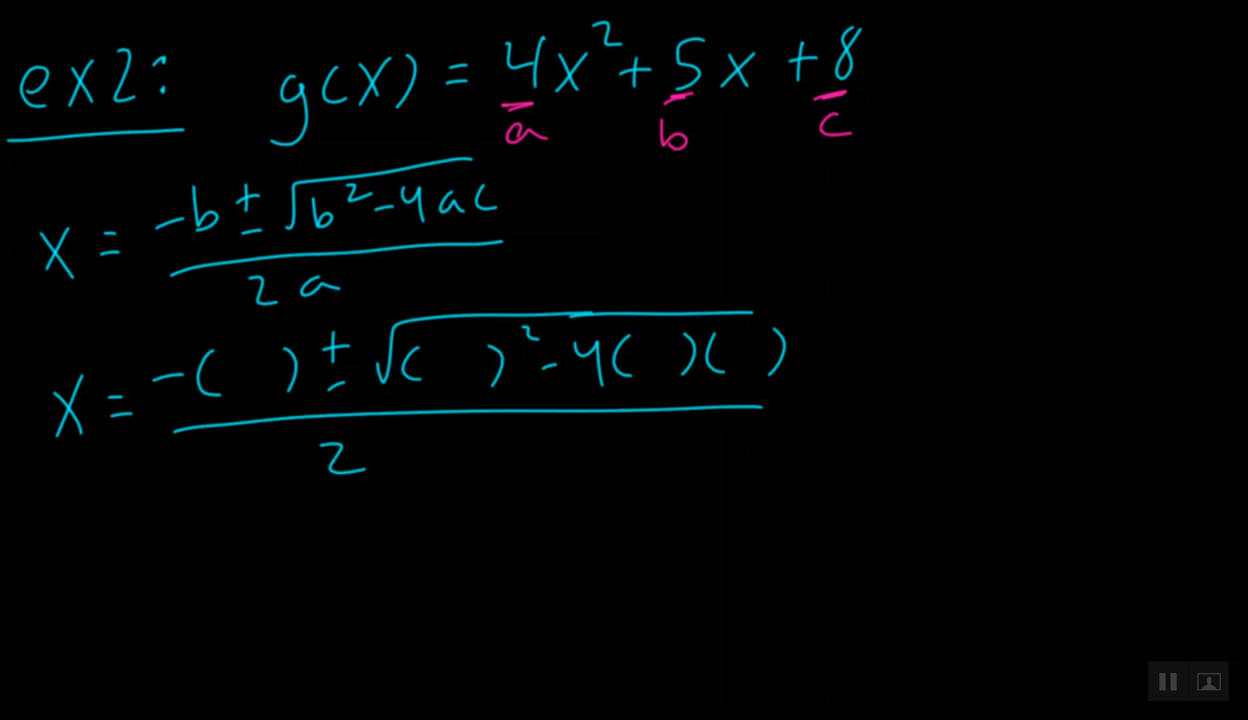 ex2: g(x) = 4x² + 5x + 8
a b c
x = (-b ± √(b² - 4ac)) / 2a
x = (-( ) ± √(( )² - 4( )( ))) / 2